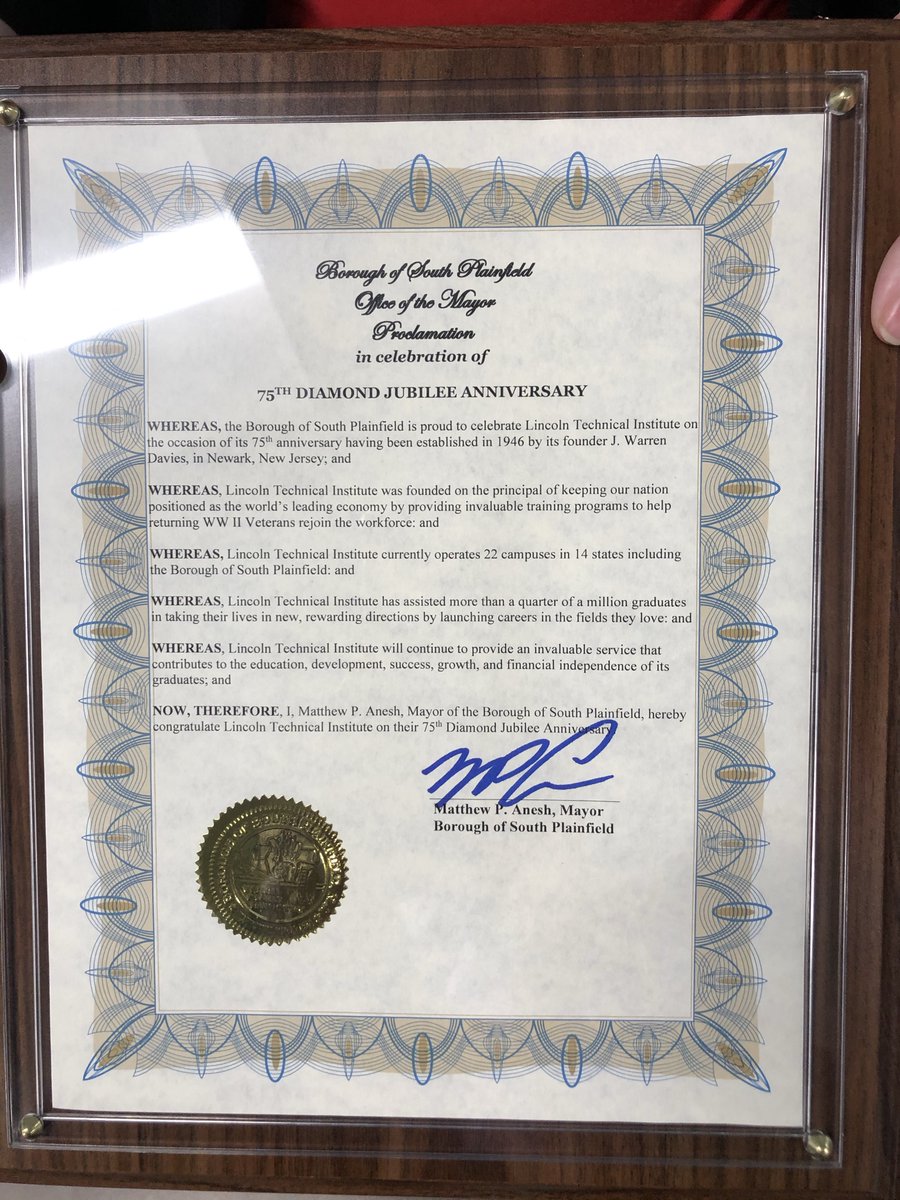 Borough of South Plainfield
Office of the Mayor
Proclamation
in celebration of
75TH DIAMOND JUBILEE ANNIVERSARY
WHEREAS, the Borough of South Plainfield is proud to celebrate Lincoln Technical Institute on
the occasion of its 75th anniversary having been established in 1946 by its founder J. Warren
Davies, in Newark, New Jersey; and
WHEREAS, Lincoln Technical Institute was founded on the principal of keeping our nation
positioned as the world's leading economy by providing invaluable training programs to help
returning WW II Veterans rejoin the workforce: and
WHEREAS, Lincoln Technical Institute currently operates 22 campuses in 14 states including
the Borough of South Plainfield: and
WHEREAS, Lincoln Technical Institute has assisted more than a quarter of a million graduates
in taking their lives in new, rewarding directions by launching careers in the fields they love: and
WHEREAS, Lincoln Technical Institute will continue to provide an invaluable service that
contributes to the education, development, success, growth, and financial independence of its
graduates; and
NOW, THEREFORE, I, Matthew P. Anesh, Mayor of the Borough of South Plainfield, hereby
congratulate Lincoln Technical Institute on their 75th Diamond Jubilee Anniversary
Matthew P. Anesh, Mayor
Borough of South Plainfield